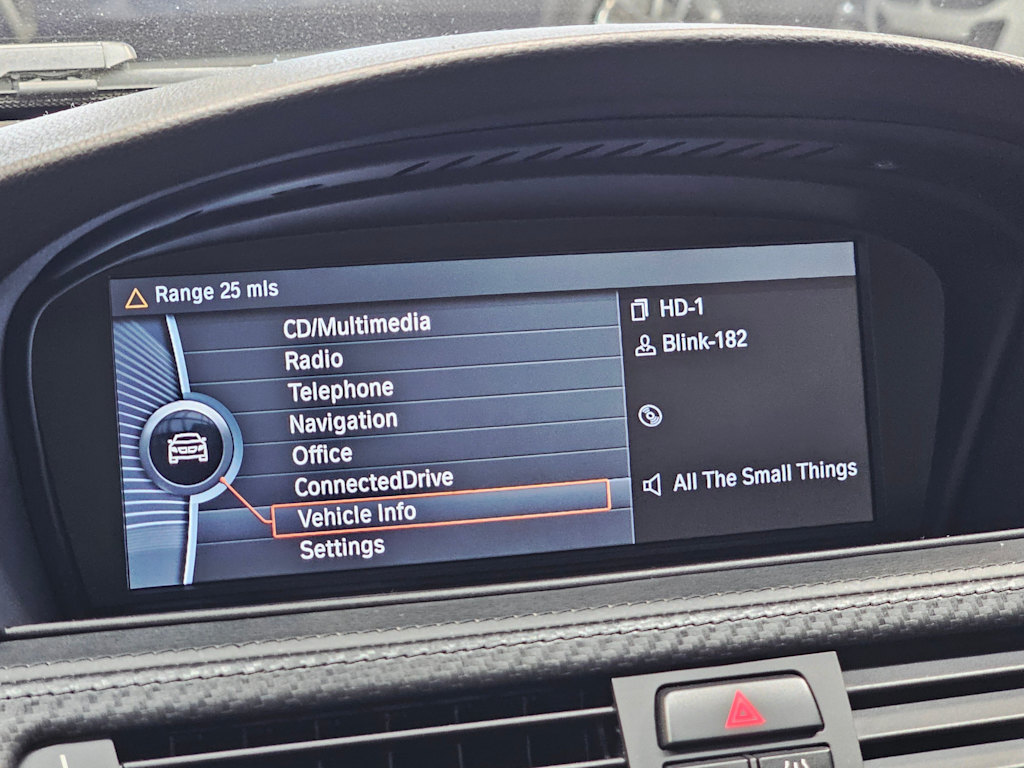 Range 25 mls
CD/Multimedia
Radio
Telephone
Navigation
Office
ConnectedDrive
Vehicle Info
Settings
HD-1
Blink-182
All The Small Things